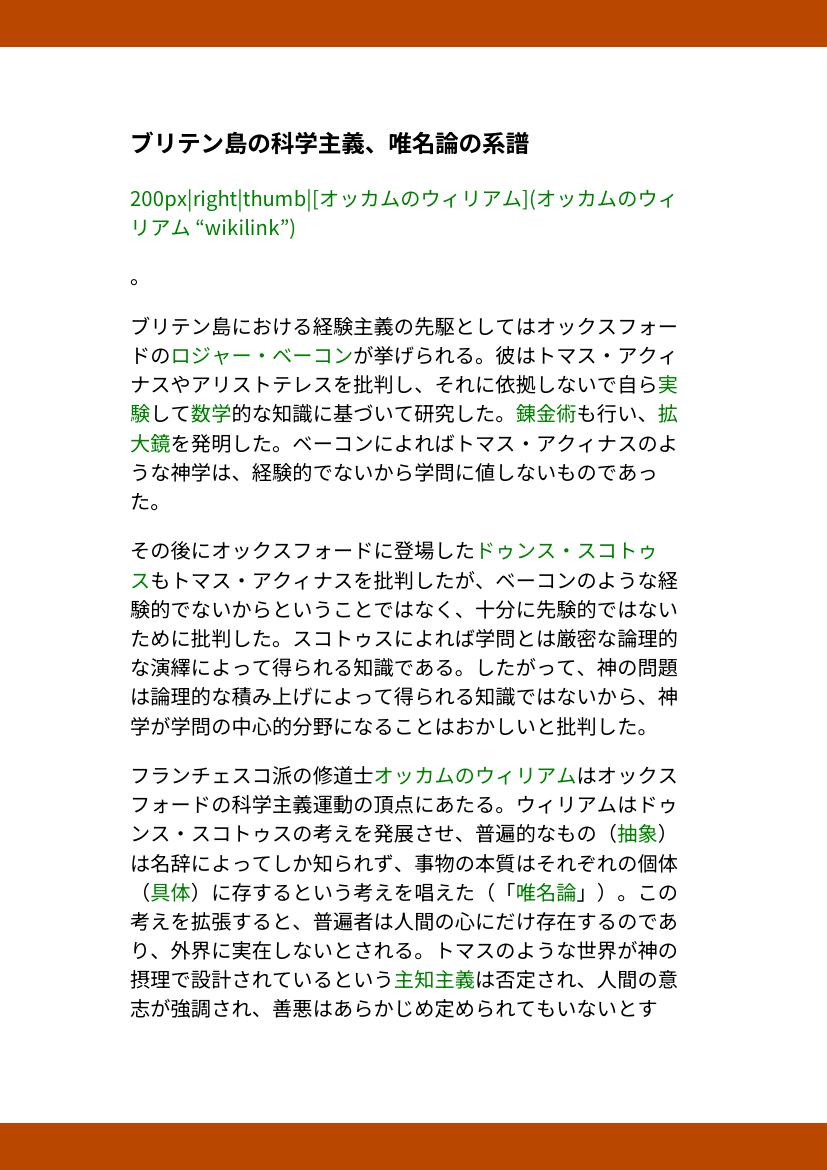 ブリテン島の科学主義、唯名論の系譜
200px|right|thumb|[オッカムのウィリアム](オッカムのウィ
リアム “wikilink”)
。
ブリテン島における経験主義の先駆としてはオックスフォー
ドのロジャー・ベーコンが挙げられる。彼はトマス・アクィ
ナスやアリストテレスを批判し、それに依拠しないで自ら実
験して数学的な知識に基づいて研究した。錬金術も行い、拡
大鏡を発明した。ベーコンによればトマス・アクィナスのよ
うな神学は、経験的でないから学問に値しないものであっ
た。
その後にオックスフォードに登場したドゥンス・スコトゥ
スもトマス・アクィナスを批判したが、ベーコンのような経
験的でないからということではなく、十分に先験的ではない
ために批判した。スコトゥスによれば学問とは厳密な論理的
な演繹によって得られる知識である。したがって、神の問題
は論理的な積み上げによって得られる知識ではないから、神
学が学問の中心的分野になることはおかしいと批判した。
フランチェスコ派の修道士オッカムのウィリアムはオックス
フォードの科学主義運動の頂点にあたる。ウィリアムはドゥ
ンス・スコトゥスの考えを発展させ、普遍的なもの（抽象）
は名辞によってしか知られず、事物の本質はそれぞれの個体
（具体）に存するという考えを唱えた（「唯名論」）。この
考えを拡張すると、普遍者は人間の心にだけ存在するのであ
り、外界に実在しないとされる。トマスのような世界が神の
摂理で設計されているという主知主義は否定され、人間の意
志が強調され、善悪はあらかじめ定められてもいないとす